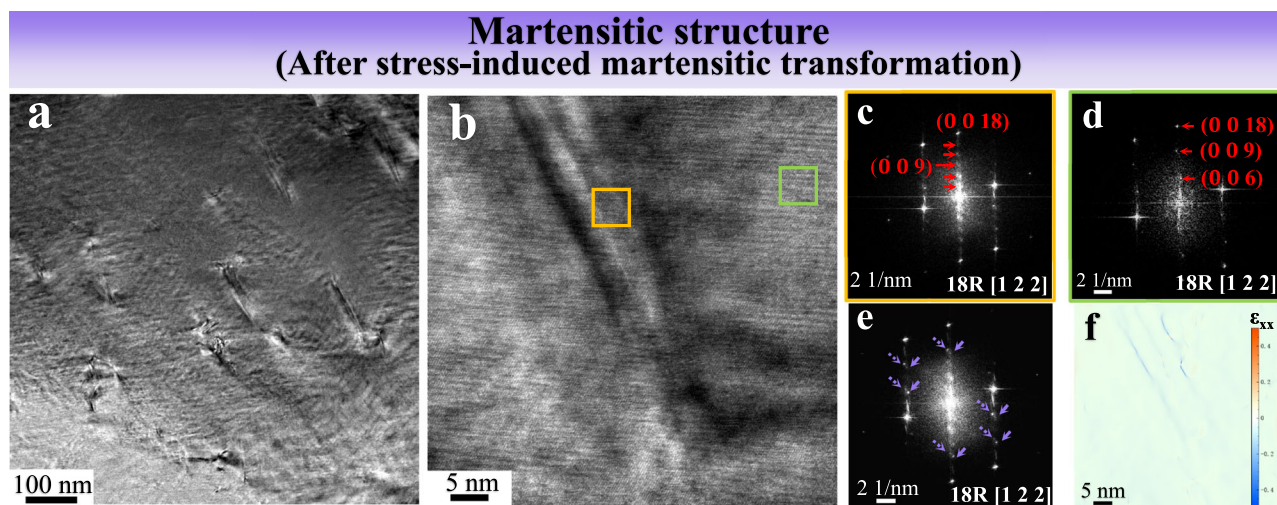 Martensitic structure
(After stress-induced martensitic transformation)
a
100 nm
b
5 nm
c
(0 0 18)
(0 0 9)
2 1/nm
18R [1 2 2]
d
(0 0 18)
(0 0 9)
(0 0 6)
2 1/nm
18R [1 2 2]
e
2 1/nm
18R [1 2 2]
f
εxx
0.4
0.2
0
-0.2
-0.4
5 nm